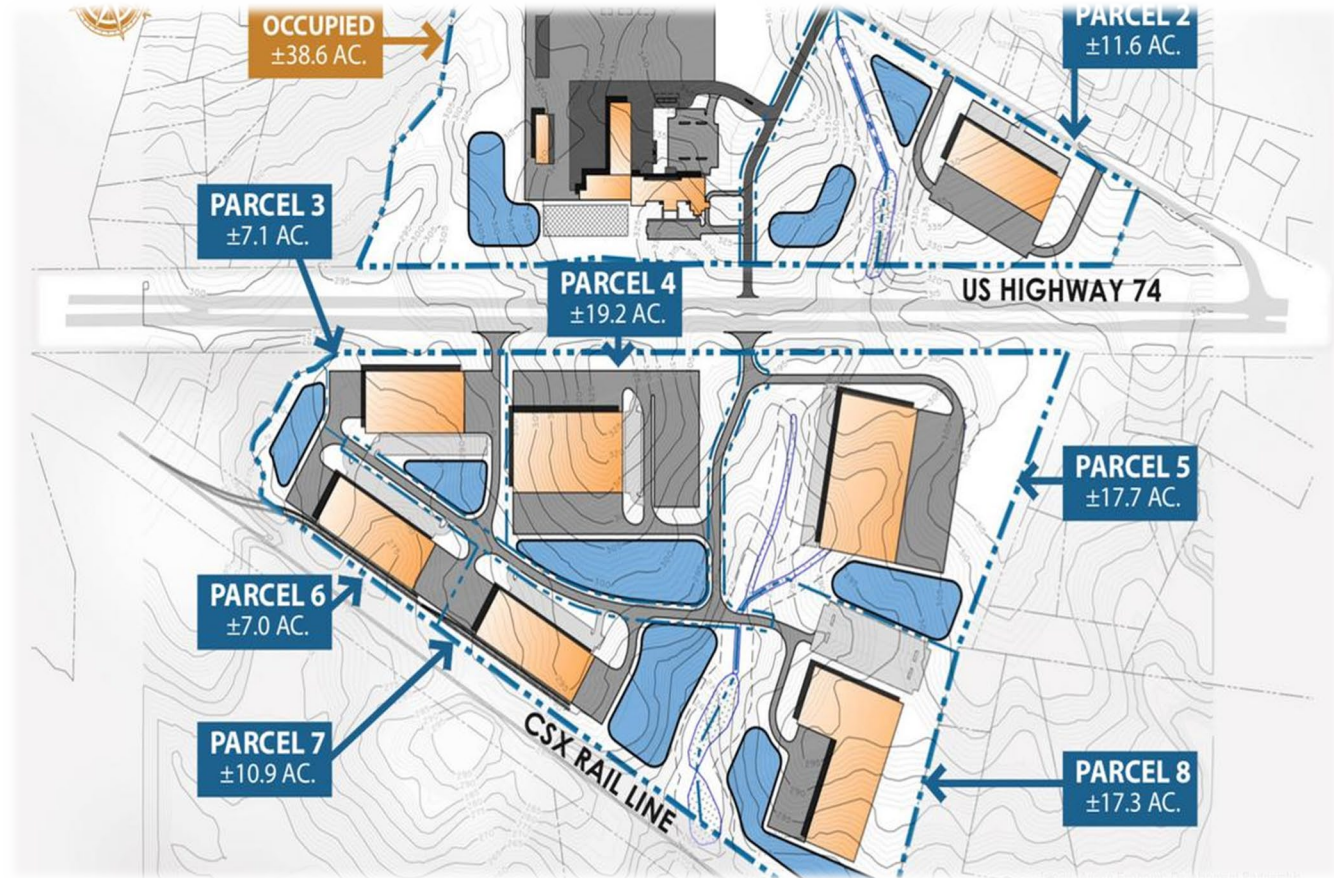 OCCUPIED
±38.6 AC.
PARCEL 2
±11.6 AC.
PARCEL 3
±7.1 AC.
PARCEL 4
±19.2 AC.
US HIGHWAY 74
PARCEL 5
±17.7 AC.
PARCEL 6
±7.0 AC.
PARCEL 7
±10.9 AC.
CSX RAIL LINE
PARCEL 8
±17.3 AC.